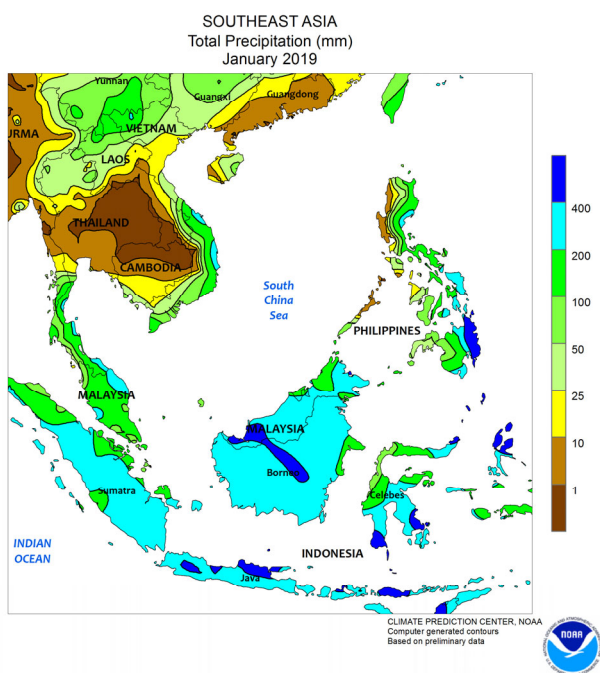 SOUTHEAST ASIA
Total Precipitation (mm)
January 2019
Yunnan
Guangxi
Guangdong
URMA
VIETNAM
LAOS
THAILAND
CAMBODIA
South
China
Sea
PHILIPPINES
MALAYSIA
MALAYSIA
Borneo
Sumatra
Celebes
INDIAN
OCEAN
INDONESIA
Java
400
200
100
50
25
10
1
CLIMATE PREDICTION CENTER, NOAA
Computer generated contours
Based on preliminary data
NOAA